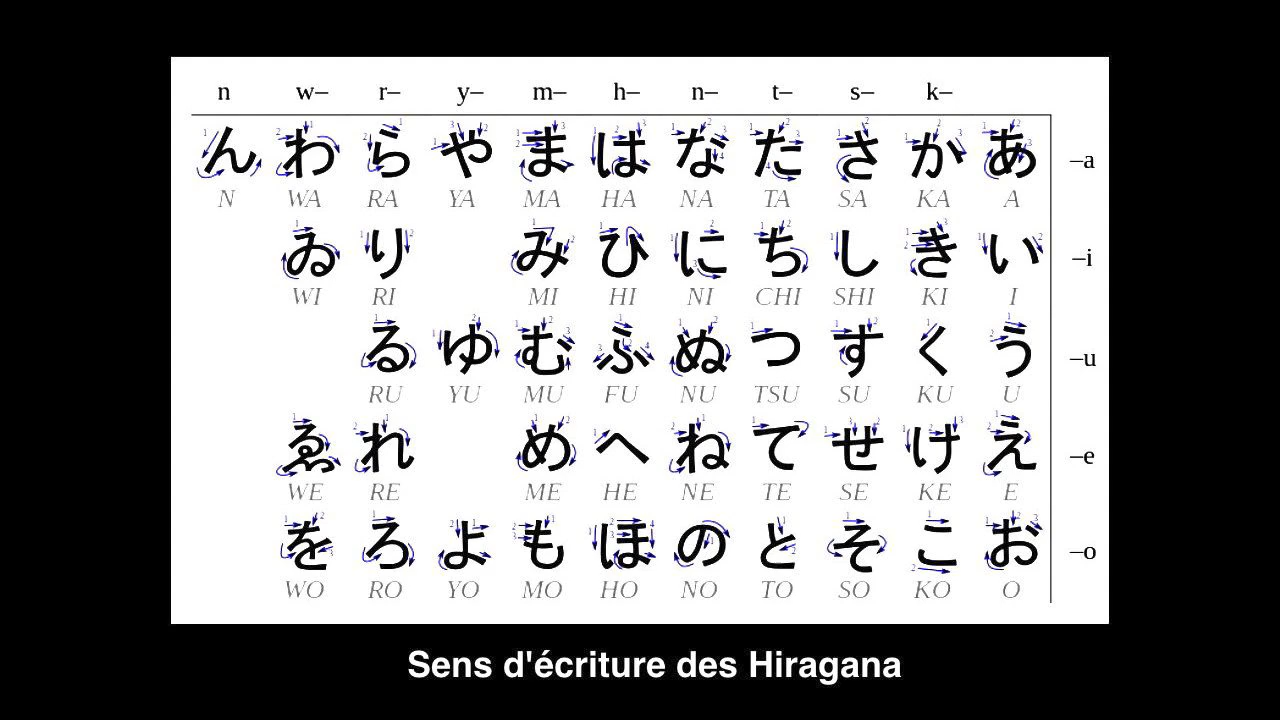 n w– r– y– m– h– n– t– s– k–
ん わ ら や ま は な た さ か あ –a
N WA RA YA MA HA NA TA SA KA A
ゐ り み ひ に ち し き い –i
WI RI MI HI NI CHI SHI KI I
る ゆ む ふ ぬ つ す く う –u
RU YU MU FU NU TSU SU KU U
ゑ れ め へ ね て せ け え –e
WE RE ME HE NE TE SE KE E
を ろ よ も ほ の と そ こ お –o
WO RO YO MO HO NO TO SO KO O
Sens d'écriture des Hiragana